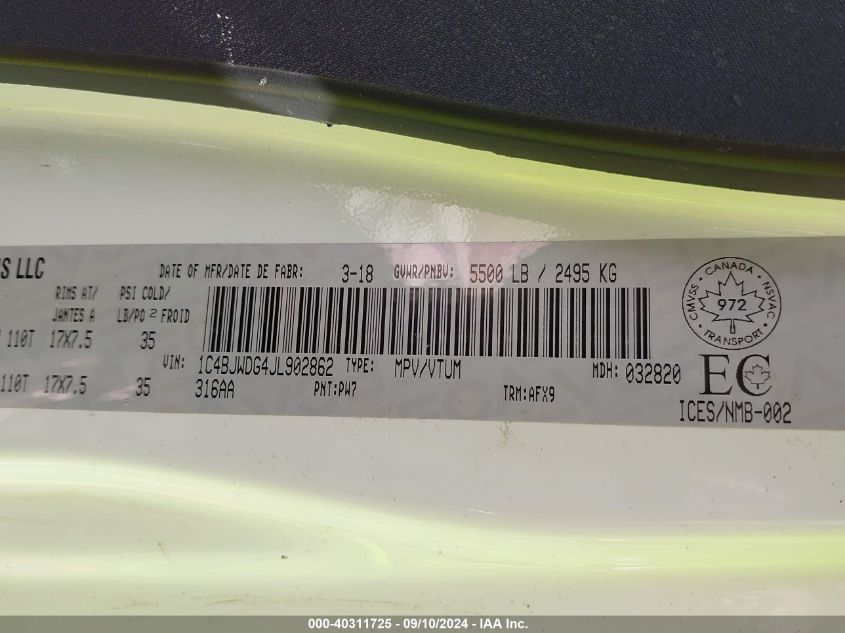 US LLC
DATE OF MFR/DATE DE FABR: 3-18 GVWR/PNBV: 5500 LB / 2495 KG
RIMS AT/ PSI COLD/
JANTES A LB/PO 2 FROID
110T 17X7.5 35
VIN: 1C4BJWDG4JL902862 TYPE: MPV/VTUM MDH: 032820
110T 17X7.5 35 316AA PNT:PW7 TRM:AFX9
CANADA
CMVSS 972 NSVAC
TRANSPORT
EC
ICES/NMB-002
000-40311725 - 09/10/2024 - IAA Inc.